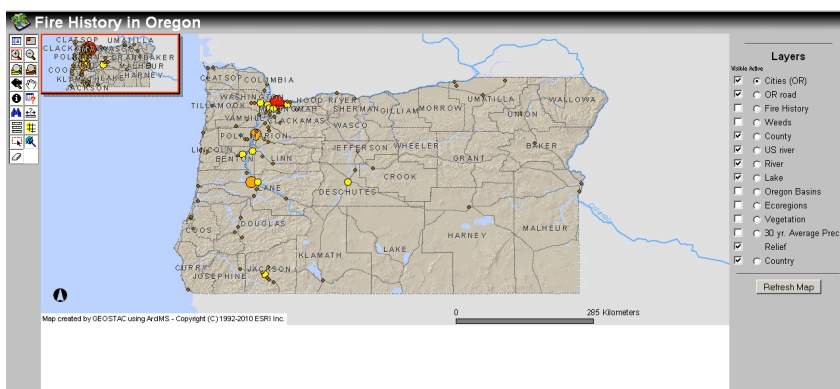 Fire History in Oregon
CLATSOP UMATILLA
HARNEY
JACKSON
CLATSOP COLUMBIA
WASHINGTON HOOD RIVER
TILLAMOOK SHERMAN GILLIAM MORROW UMATILLA WALLOWA
YAMHILL CLACKAMAS UNION
WASCO
POLK MARION
JEFFERSON WHEELER BAKER
LINCOLN
BENTON LINN GRANT
CROOK
LANE DESCHUTES
DOUGLAS
COOS MALHEUR
HARNEY
LAKE
KLAMATH
CURRY JACKSON
JOSEPHINE
0 285 Kilometers
Map created by GEOSTAC using ArcIMS - Copyright (C) 1992-2010 ESRI Inc.
Layers
Visible Active
Cities (OR)
OR road
Fire History
Weeds
County
US river
River
Lake
Oregon Basins
Ecoregions
Vegetation
30 yr. Average Prec
Relief
Country
Refresh Map